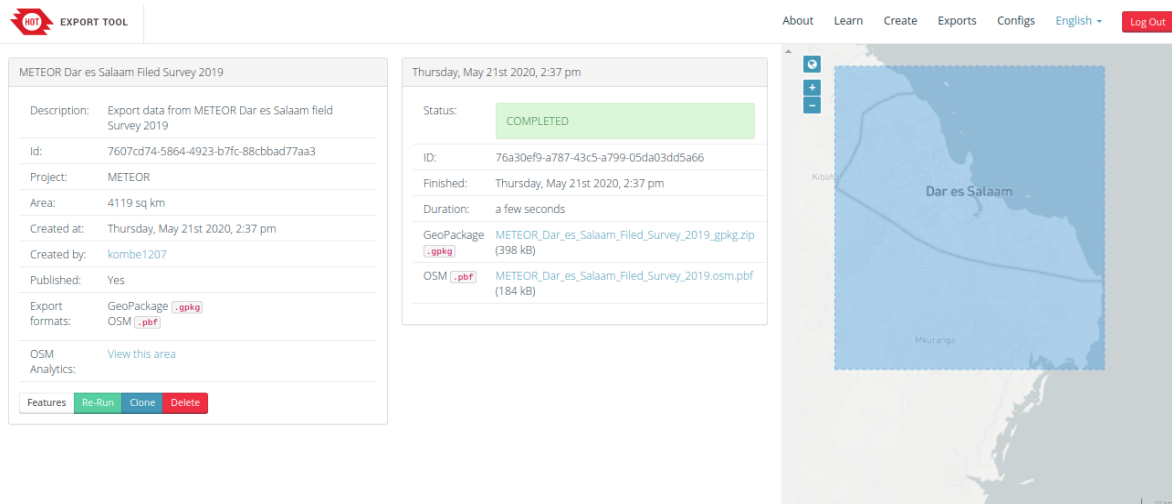 HOT EXPORT TOOL
About Learn Create Exports Configs English Log Out
METEOR Dar es Salaam Filed Survey 2019
Description: Export data from METEOR Dar es Salaam field
Survey 2019
Id: 7607cd74-5864-4923-b7fc-88cbbad77aa3
Project: METEOR
Area: 4119 sq km
Created at: Thursday, May 21st 2020, 2:37 pm
Created by: kombe1207
Published: Yes
Export
formats:
GeoPackage .gpkg
OSM .pbf
OSM
Analytics:
View this area
Features Re-Run Clone Delete
Thursday, May 21st 2020, 2:37 pm
Status: COMPLETED
ID: 76a30ef9-a787-43c5-a799-05da03dd5a66
Finished: Thursday, May 21st 2020, 2:37 pm
Duration: a few seconds
GeoPackage
.gpkg
METEOR_Dar_es_Salaam_Filed_Survey_2019_gpkg.zip
(398 kB)
OSM .pbf METEOR_Dar_es_Salaam_Filed_Survey_2019.osm.pbf
(184 kB)
+
−
Dar es Salaam
Mkuranga